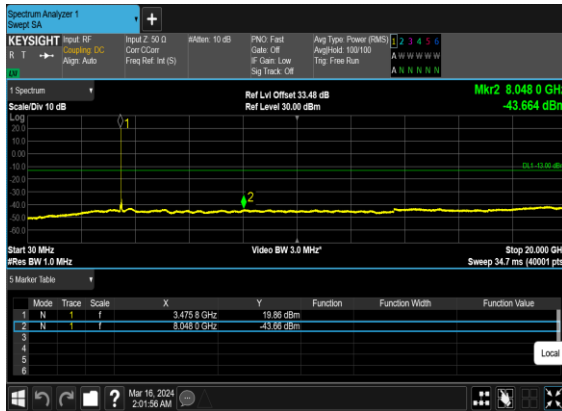 Spectrum Analyzer 1
Swept SA
+
KEYSIGHT Input: RF Input Z: 50 Ω #Atten: 10 dB PNO: Fast Avg Type: Power (RMS) 1 2 3 4 5 6
R T Coupling: DC Corr CCorr Gate: Off Avg|Hold: 100/100 A W W W W W
Align: Auto Freq Ref: Int (S) IF Gain: Low Trig: Free Run
Sig Track: Off A N N N N N
1 Spectrum Ref Lvl Offset 33.48 dB Mkr2 8.048 0 GHz
Scale/Div 10 dB Ref Level 30.00 dBm -43.664 dBm
Log
1
20.0
10.0
0.00
-10.0
DL1 -13.00 dBm
-20.0
-30.0
2
-40.0
-50.0
-60.0
Start 30 MHz Video BW 3.0 MHz* Stop 20.000 GHz
#Res BW 1.0 MHz Sweep 34.7 ms (40001 pts)
5 Marker Table
Mode Trace Scale X Y Function Function Width Function Value
1 N 1 f 3.475 8 GHz 19.86 dBm
2 N 1 f 8.048 0 GHz -43.66 dBm
3
4
5
6
Local
? Mar 16, 2024
2:01:56 AM